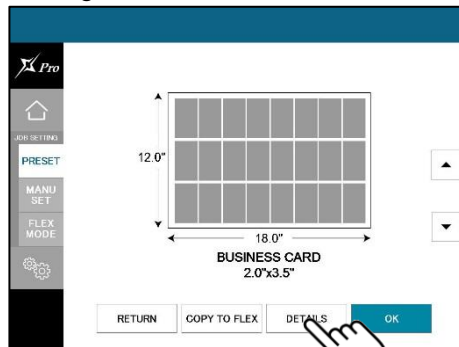 Pro
JOB SETTING
PRESET
MANU
SET
FLEX
MODE
12.0"
18.0"
BUSINESS CARD
2.0"x3.5"
RETURN
COPY TO FLEX
DETAILS
OK